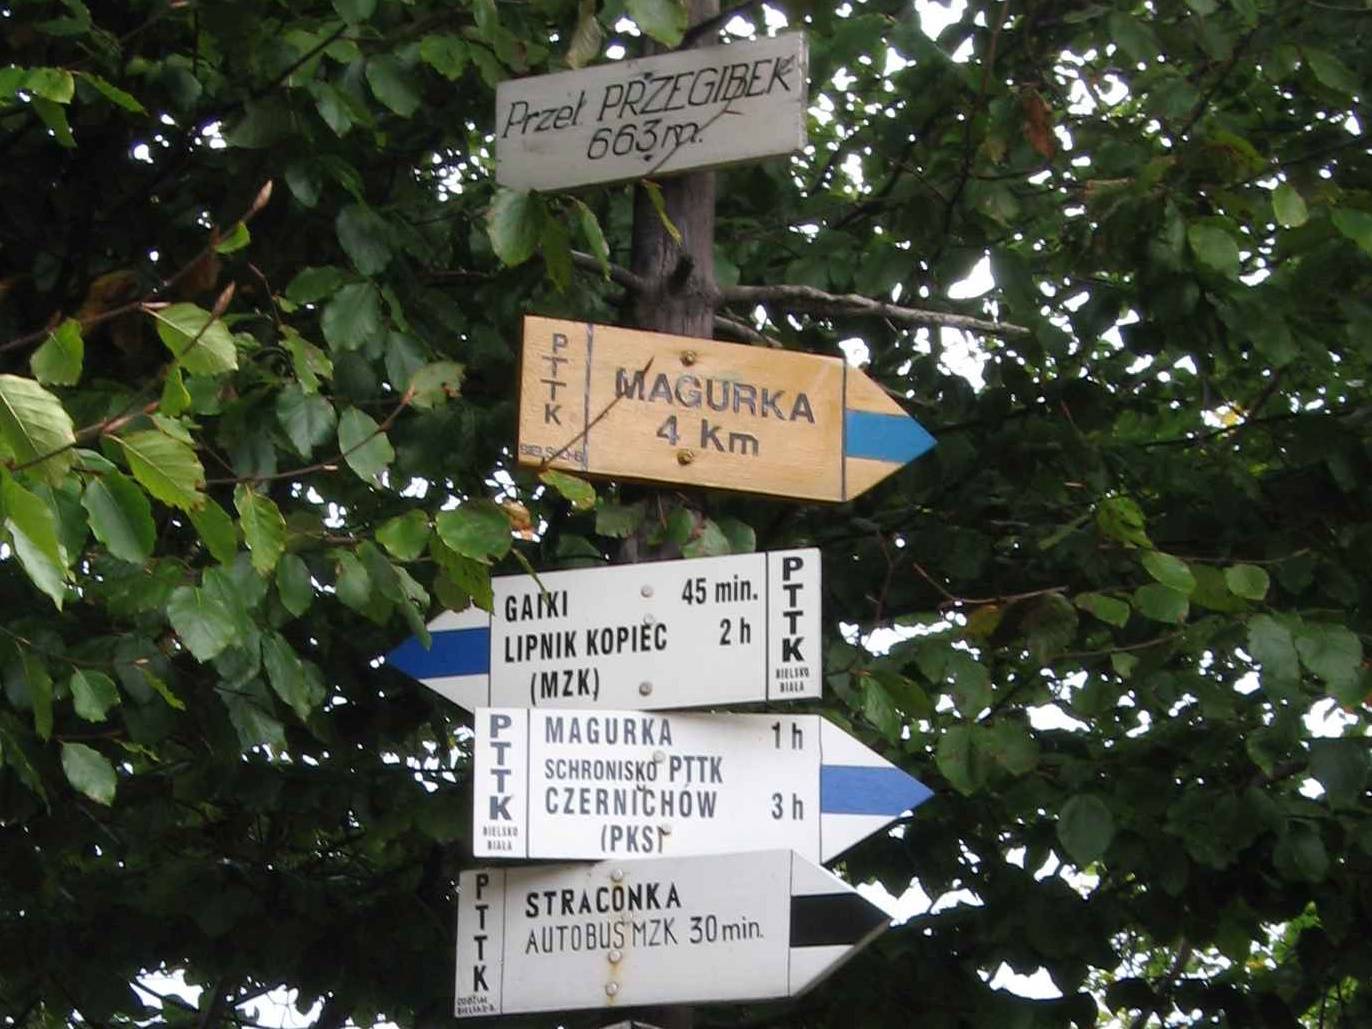 Przeł PRZEGIBEK
663 m.
PTTK
MAGURKA
4 Km
GAIKI 45 min.
LIPNIK KOPIEC 2 h
(MZK)
PTTK
BIELSKO
BIAŁA
PTTK
BIELSKO
BIAŁA
MAGURKA 1 h
SCHRONISKO PTTK
CZERNICHÓW 3 h
(PKS)
PTTK
STRACONKA
AUTOBUS MZK 30 min.